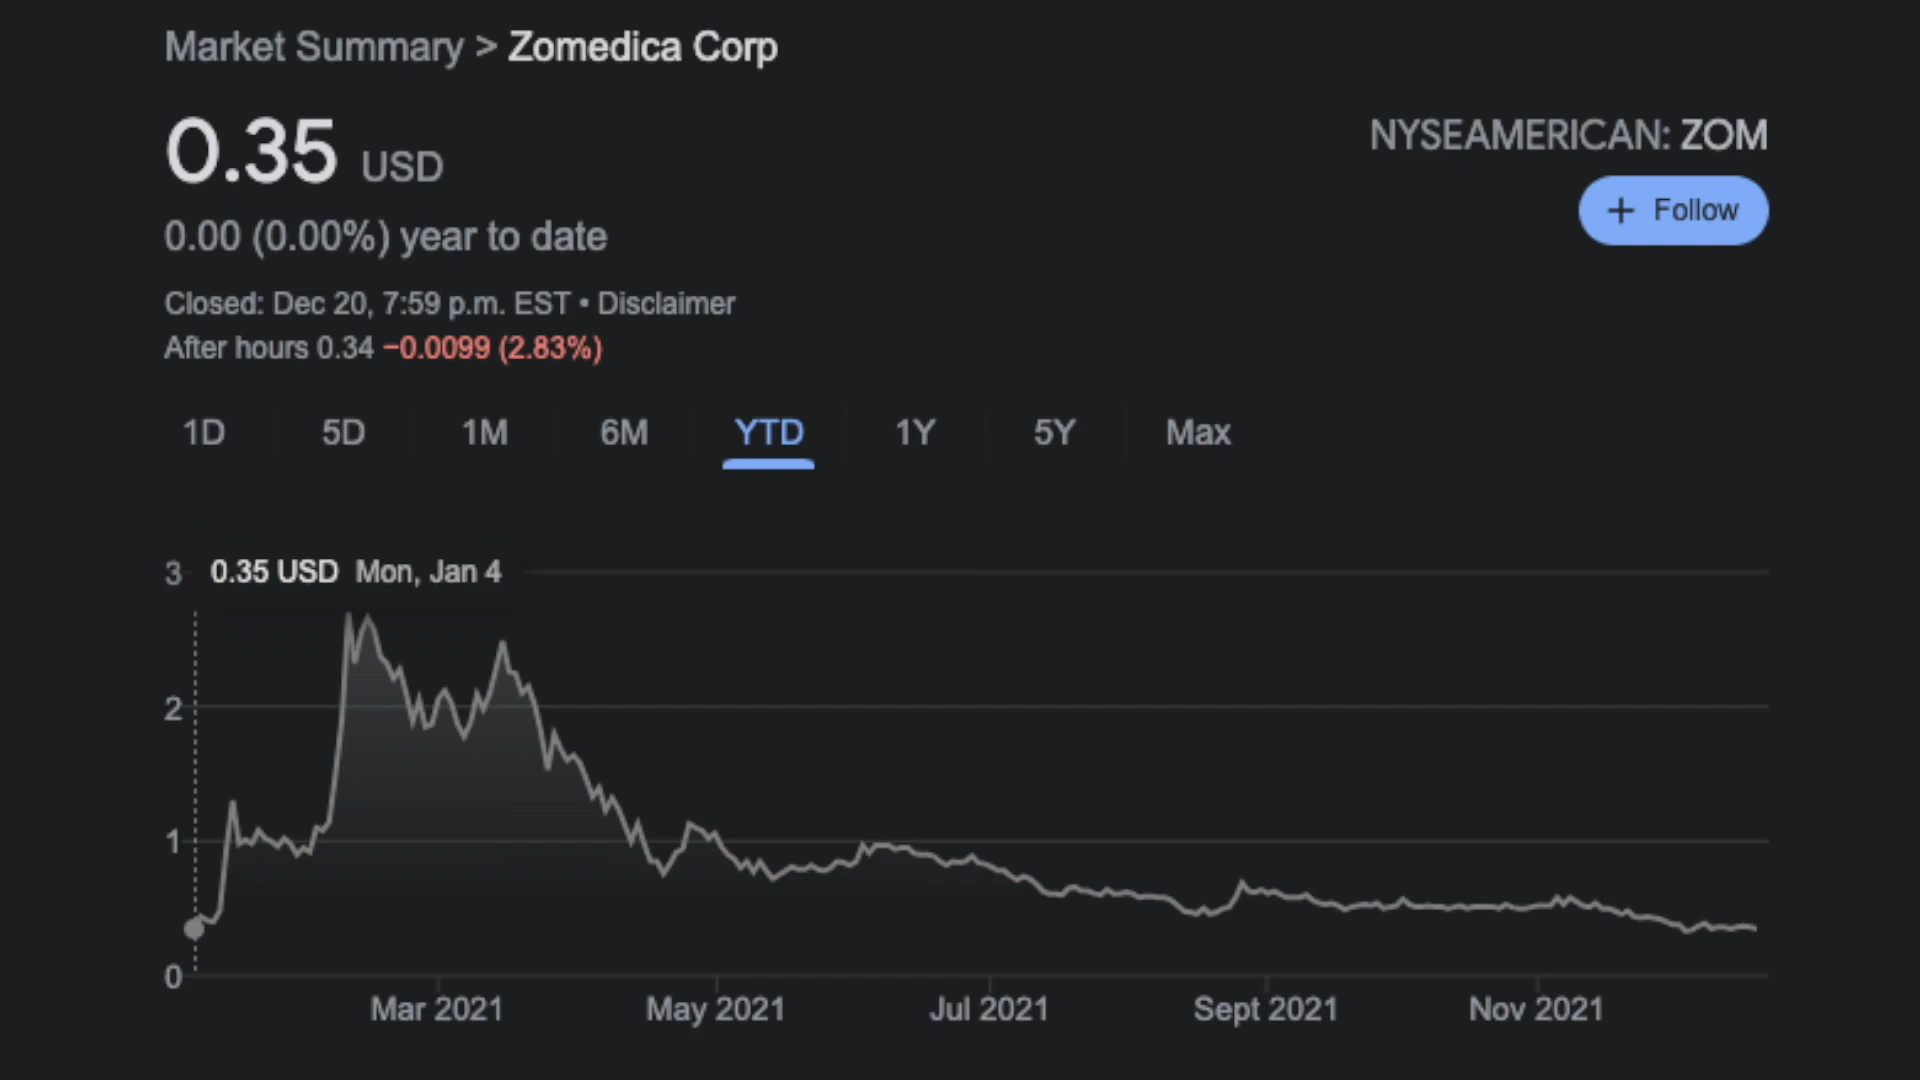 Market Summary > Zomedica Corp
0.35 USD
NYSEAMERICAN: ZOM
+ Follow
0.00 (0.00%) year to date
Closed: Dec 20, 7:59 p.m. EST • Disclaimer
After hours 0.34 −0.0099 (2.83%)
1D 5D 1M 6M YTD 1Y 5Y Max
3
0.35 USD Mon, Jan 4
2
1
0
Mar 2021 May 2021 Jul 2021 Sept 2021 Nov 2021